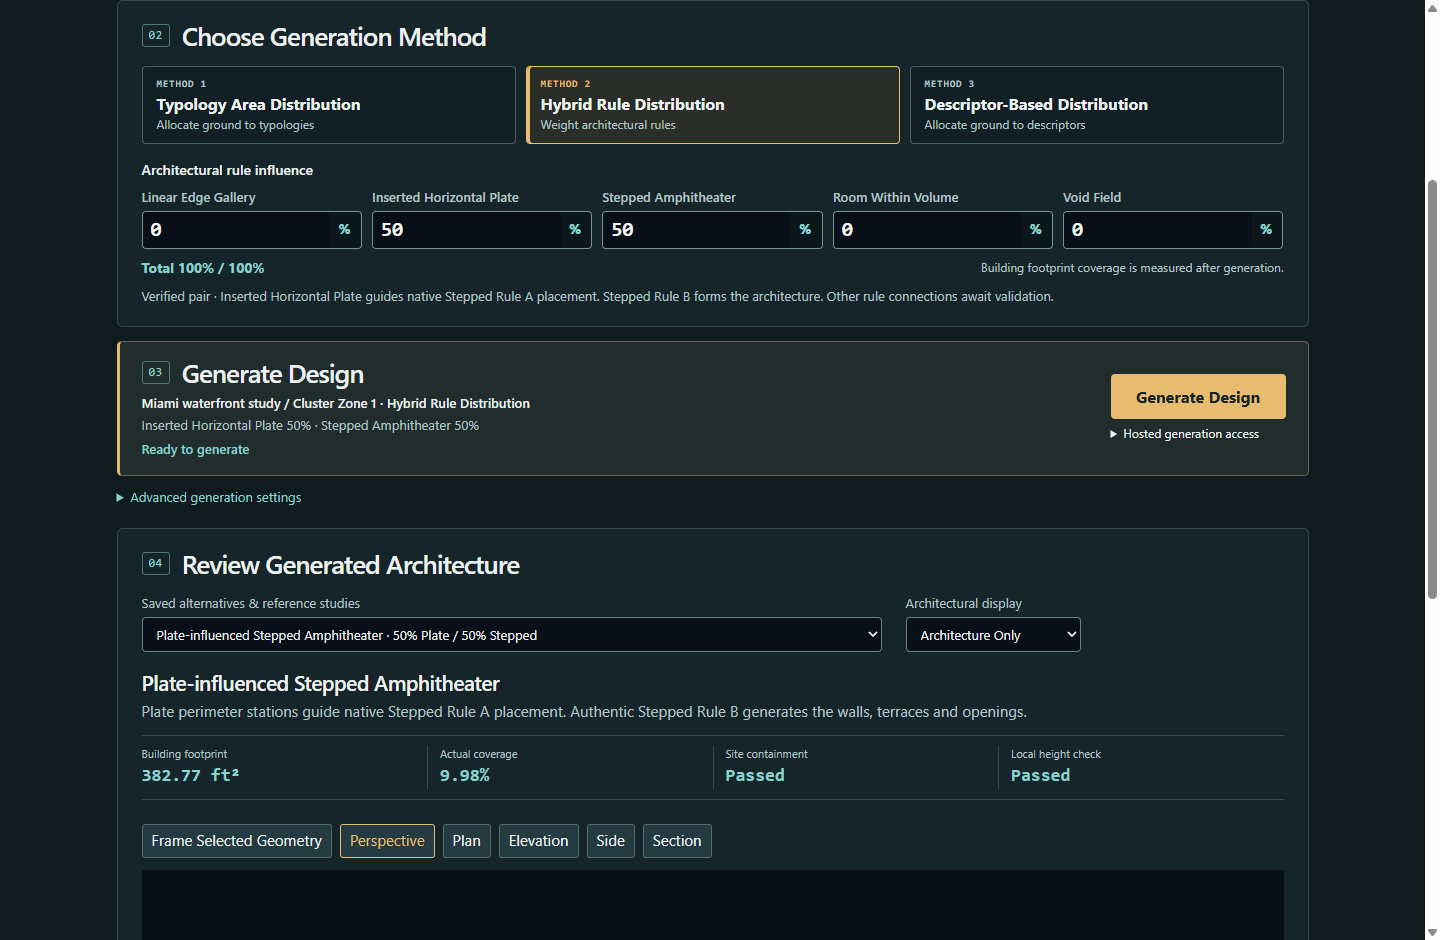 02 Choose Generation Method
METHOD 1
Typology Area Distribution
Allocate ground to typologies
METHOD 2
Hybrid Rule Distribution
Weight architectural rules
METHOD 3
Descriptor-Based Distribution
Allocate ground to descriptors
Architectural rule influence
Linear Edge Gallery
0 %
Inserted Horizontal Plate
50 %
Stepped Amphitheater
50 %
Room Within Volume
0 %
Void Field
0 %
Total 100% / 100%
Building footprint coverage is measured after generation.
Verified pair · Inserted Horizontal Plate guides native Stepped Rule A placement. Stepped Rule B forms the architecture. Other rule connections await validation.
03 Generate Design
Miami waterfront study / Cluster Zone 1 · Hybrid Rule Distribution
Inserted Horizontal Plate 50% · Stepped Amphitheater 50%
Ready to generate
Generate Design
Hosted generation access
Advanced generation settings
04 Review Generated Architecture
Saved alternatives & reference studies
Plate-influenced Stepped Amphitheater · 50% Plate / 50% Stepped
Architectural display
Architecture Only
Plate-influenced Stepped Amphitheater
Plate perimeter stations guide native Stepped Rule A placement. Authentic Stepped Rule B generates the walls, terraces and openings.
Building footprint
382.77 ft²
Actual coverage
9.98%
Site containment
Passed
Local height check
Passed
Frame Selected Geometry
Perspective
Plan
Elevation
Side
Section